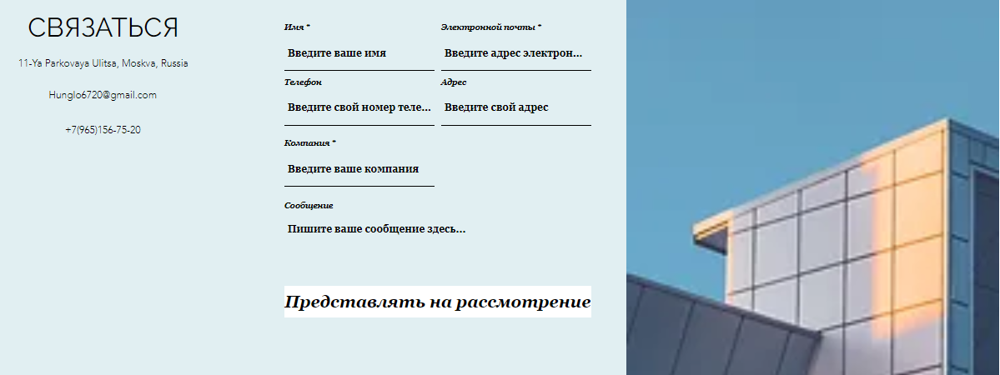 СВЯЗАТЬСЯ
11-Ya Parkovaya Ulitsa, Moskva, Russia
Hunglo6720@gmail.com
+7(965)156-75-20
Имя *
Электронной почты *
Введите ваше имя
Введите адрес электрон...
Телефон
Адрес
Введите свой номер теле...
Введите свой адрес
Компания *
Введите ваше компания
Сообщение
Пишите ваше сообщение здесь...
Представлять на рассмотрение